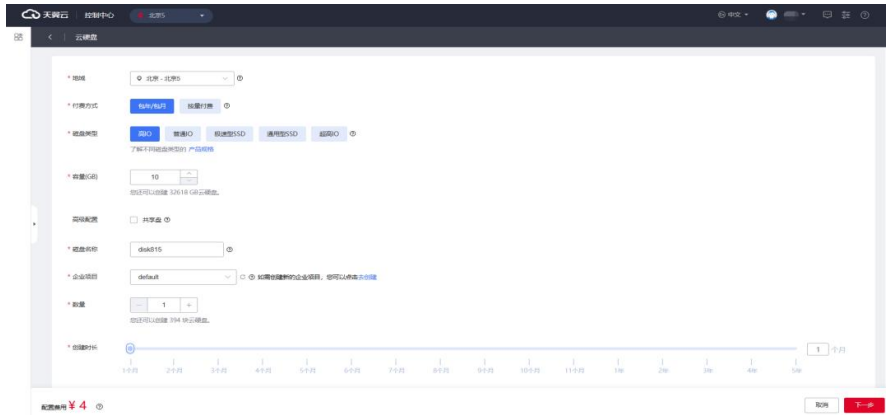 天翼云 控制中心 北京5 中文
云硬盘
* 地域 北京 - 北京5
* 付费方式 包年/包月 按量付费
* 磁盘类型 高IO 普通IO 极速型SSD 通用型SSD 超高IO
了解不同磁盘类型的 产品规格
* 容量(GB) 10
您还可以创建 32618 GB云硬盘。
高级配置 共享盘
* 磁盘名称 disk815
* 企业项目 default 如需创建新的企业项目，您可以点击去创建
* 数量 1
您还可以创建 394 块云硬盘。
* 创建时长 1 个月
1个月 2个月 3个月 4个月 5个月 6个月 7个月 8个月 9个月 10个月 11个月 1年 2年 3年 4年 5年
配置费用 ¥ 4 取消 下一步